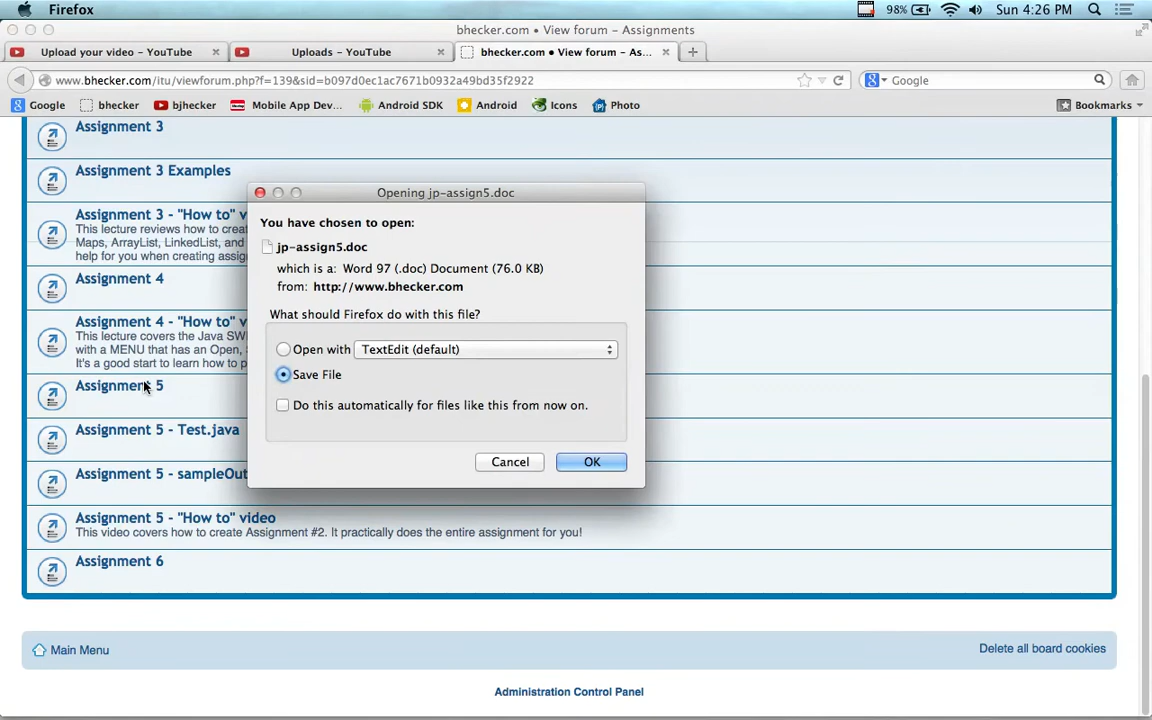 Firefox
98%
Sun 4:26 PM
bhecker.com • View forum – Assignments
Upload your video – YouTube
Uploads – YouTube
bhecker.com • View forum – As...
www.bhecker.com/itu/viewforum.php?f=139&sid=b097d0ec1ac7671b0932a49bd35f2922
Google
Google
bhecker
bjhecker
Mobile App Dev...
Android SDK
Android
Icons
Photo
Bookmarks
Assignment 3
Assignment 3 Examples
Assignment 3 - "How to" v
This lecture reviews how to creat
Maps, ArrayList, LinkedList, and
help for you when creating assig
Assignment 4
Assignment 4 - "How to" v
This lecture covers the Java SWI
with a MENU that has an Open, S
It's a good start to learn how to p
Assignment 5
Assignment 5 - Test.java
Assignment 5 - sampleOut
Assignment 5 - "How to" video
This video covers how to create Assignment #2. It practically does the entire assignment for you!
Assignment 6
Opening jp-assign5.doc
You have chosen to open:
jp-assign5.doc
which is a: Word 97 (.doc) Document (76.0 KB)
from: http://www.bhecker.com
What should Firefox do with this file?
Open with TextEdit (default)
Save File
Do this automatically for files like this from now on.
Cancel
OK
Main Menu
Delete all board cookies
Administration Control Panel